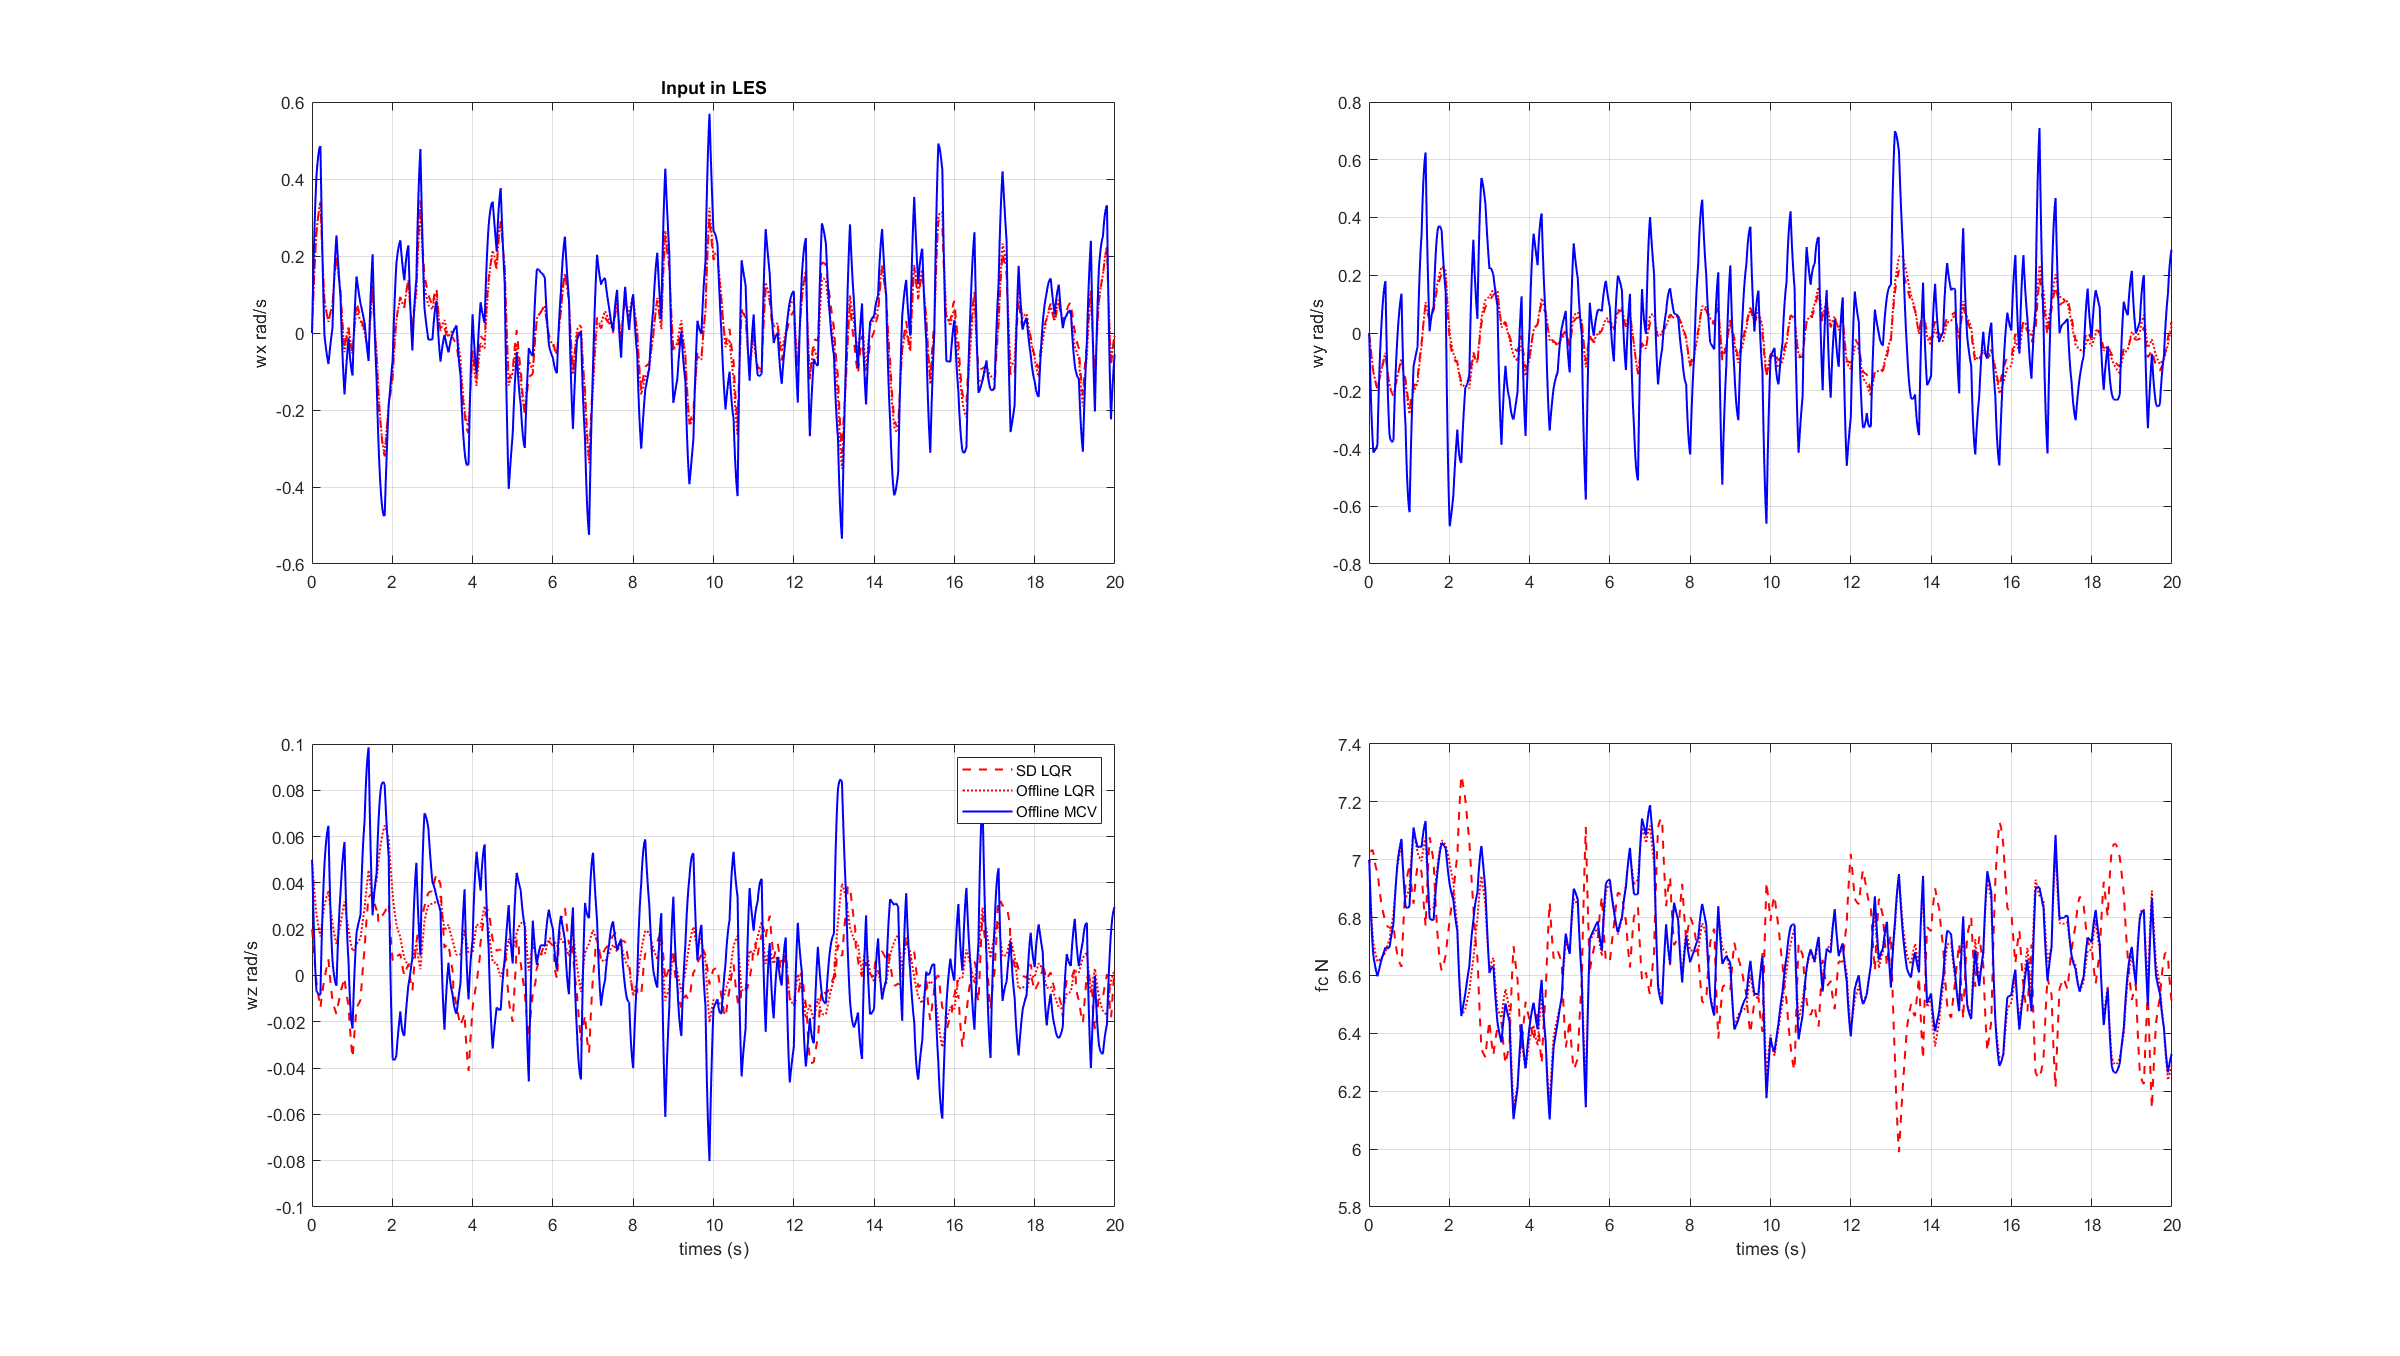 Input in LES
0.6
0.4
0.2
0
-0.2
-0.4
-0.6
wx rad/s
0 2 4 6 8 10 12 14 16 18 20
0.8
0.6
0.4
0.2
0
-0.2
-0.4
-0.6
-0.8
wy rad/s
0 2 4 6 8 10 12 14 16 18 20
0.1
0.08
0.06
0.04
0.02
0
-0.02
-0.04
-0.06
-0.08
-0.1
wz rad/s
SD LQR
Offline LQR
Offline MCV
0 2 4 6 8 10 12 14 16 18 20
times (s)
7.4
7.2
7
6.8
6.6
6.4
6.2
6
5.8
fc N
0 2 4 6 8 10 12 14 16 18 20
times (s)